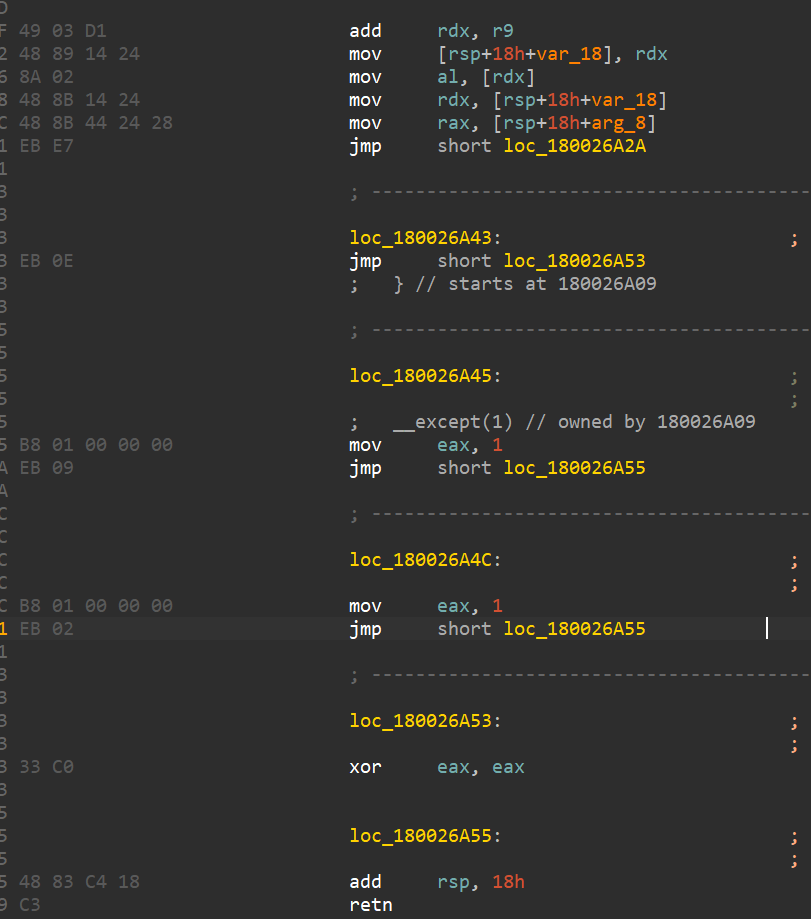 D
F 49 03 D1 add rdx, r9
2 48 89 14 24 mov [rsp+18h+var_18], rdx
6 8A 02 mov al, [rdx]
8 48 8B 14 24 mov rdx, [rsp+18h+var_18]
C 48 8B 44 24 28 mov rax, [rsp+18h+arg_8]
1 EB E7 jmp short loc_180026A2A
1
3 ; --------------------------------------------------
3
3 loc_180026A43: ;
3 EB 0E jmp short loc_180026A53
3 ; } // starts at 180026A09
3
5 ; --------------------------------------------------
5
5 loc_180026A45: ;
5 ;
5 ; __except(1) // owned by 180026A09
5 B8 01 00 00 00 mov eax, 1
A EB 09 jmp short loc_180026A55
A
C ; --------------------------------------------------
C
C loc_180026A4C: ;
C ;
C B8 01 00 00 00 mov eax, 1
1 EB 02 jmp short loc_180026A55
1
3 ; --------------------------------------------------
3
3 loc_180026A53: ;
3 ;
3 33 C0 xor eax, eax
3
5
5 loc_180026A55: ;
5 ;
5 48 83 C4 18 add rsp, 18h
9 C3 retn